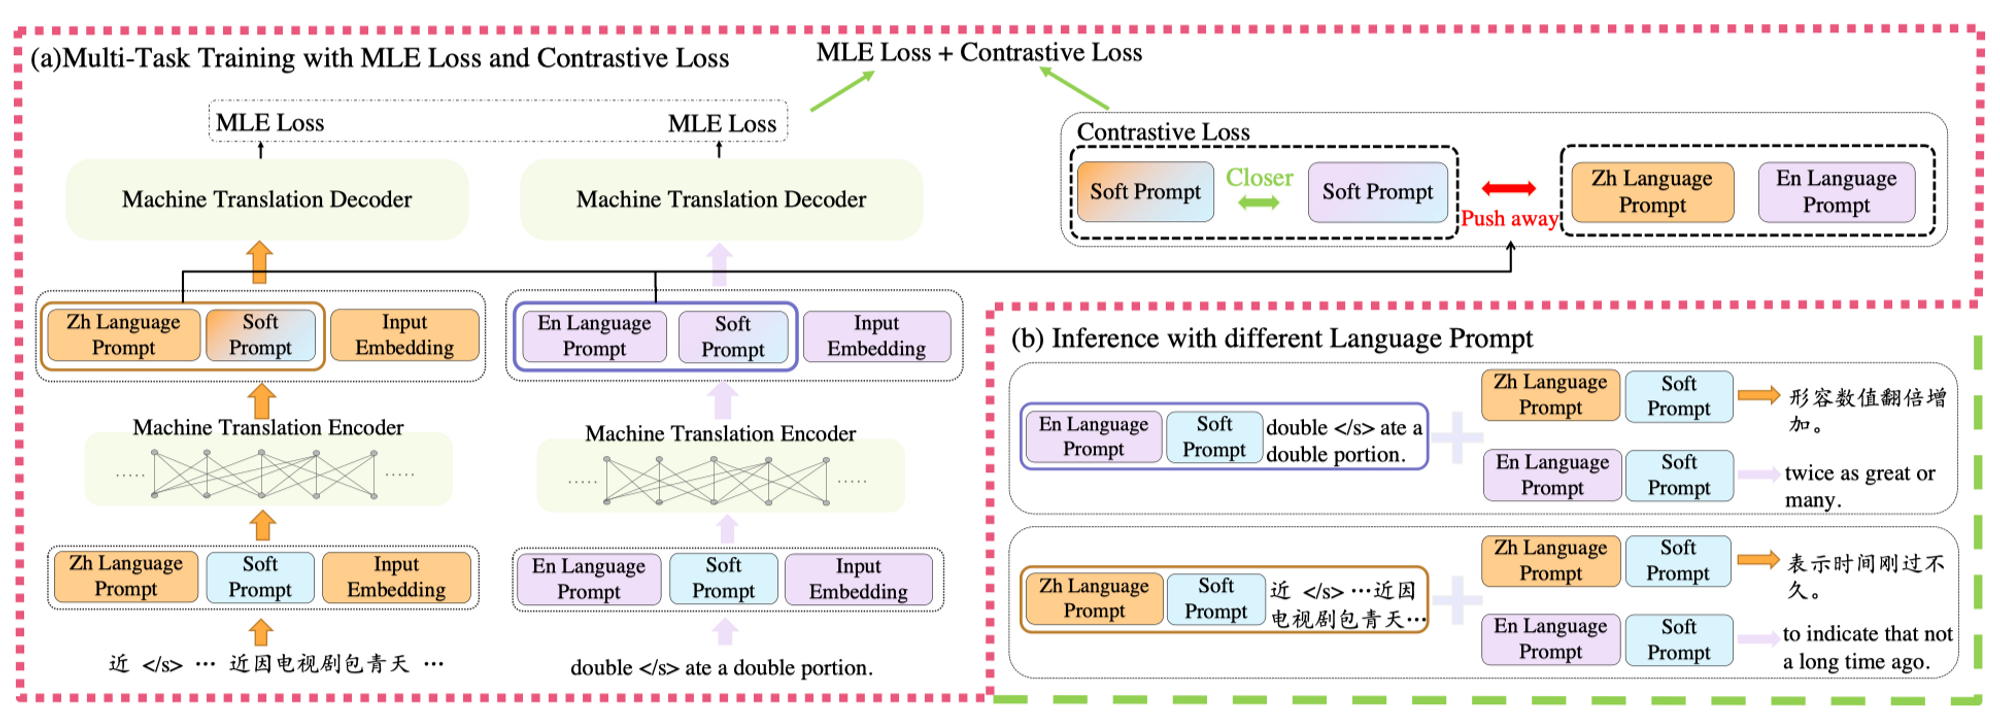 (a)Multi-Task Training with MLE Loss and Contrastive Loss
MLE Loss + Contrastive Loss
MLE Loss
MLE Loss
Machine Translation Decoder
Machine Translation Decoder
Contrastive Loss
Soft Prompt
Closer
Soft Prompt
Push away
Zh Language
Prompt
En Language
Prompt
Zh Language
Prompt
Soft
Prompt
Input
Embedding
En Language
Prompt
Soft
Prompt
Input
Embedding
Machine Translation Encoder
Machine Translation Encoder
Zh Language
Prompt
Soft
Prompt
Input
Embedding
En Language
Prompt
Soft
Prompt
Input
Embedding
近 </s> … 近因电视剧包青天 …
double </s> ate a double portion.
(b) Inference with different Language Prompt
En Language
Prompt
Soft
Prompt
double </s> ate a
double portion.
Zh Language
Prompt
Soft
Prompt
形容数值翻倍增
加。
En Language
Prompt
Soft
Prompt
twice as great or
many.
Zh Language
Prompt
Soft
Prompt
近 </s> …近因
电视剧包青天…
Zh Language
Prompt
Soft
Prompt
表示时间刚过不
久。
En Language
Prompt
Soft
Prompt
to indicate that not
a long time ago.